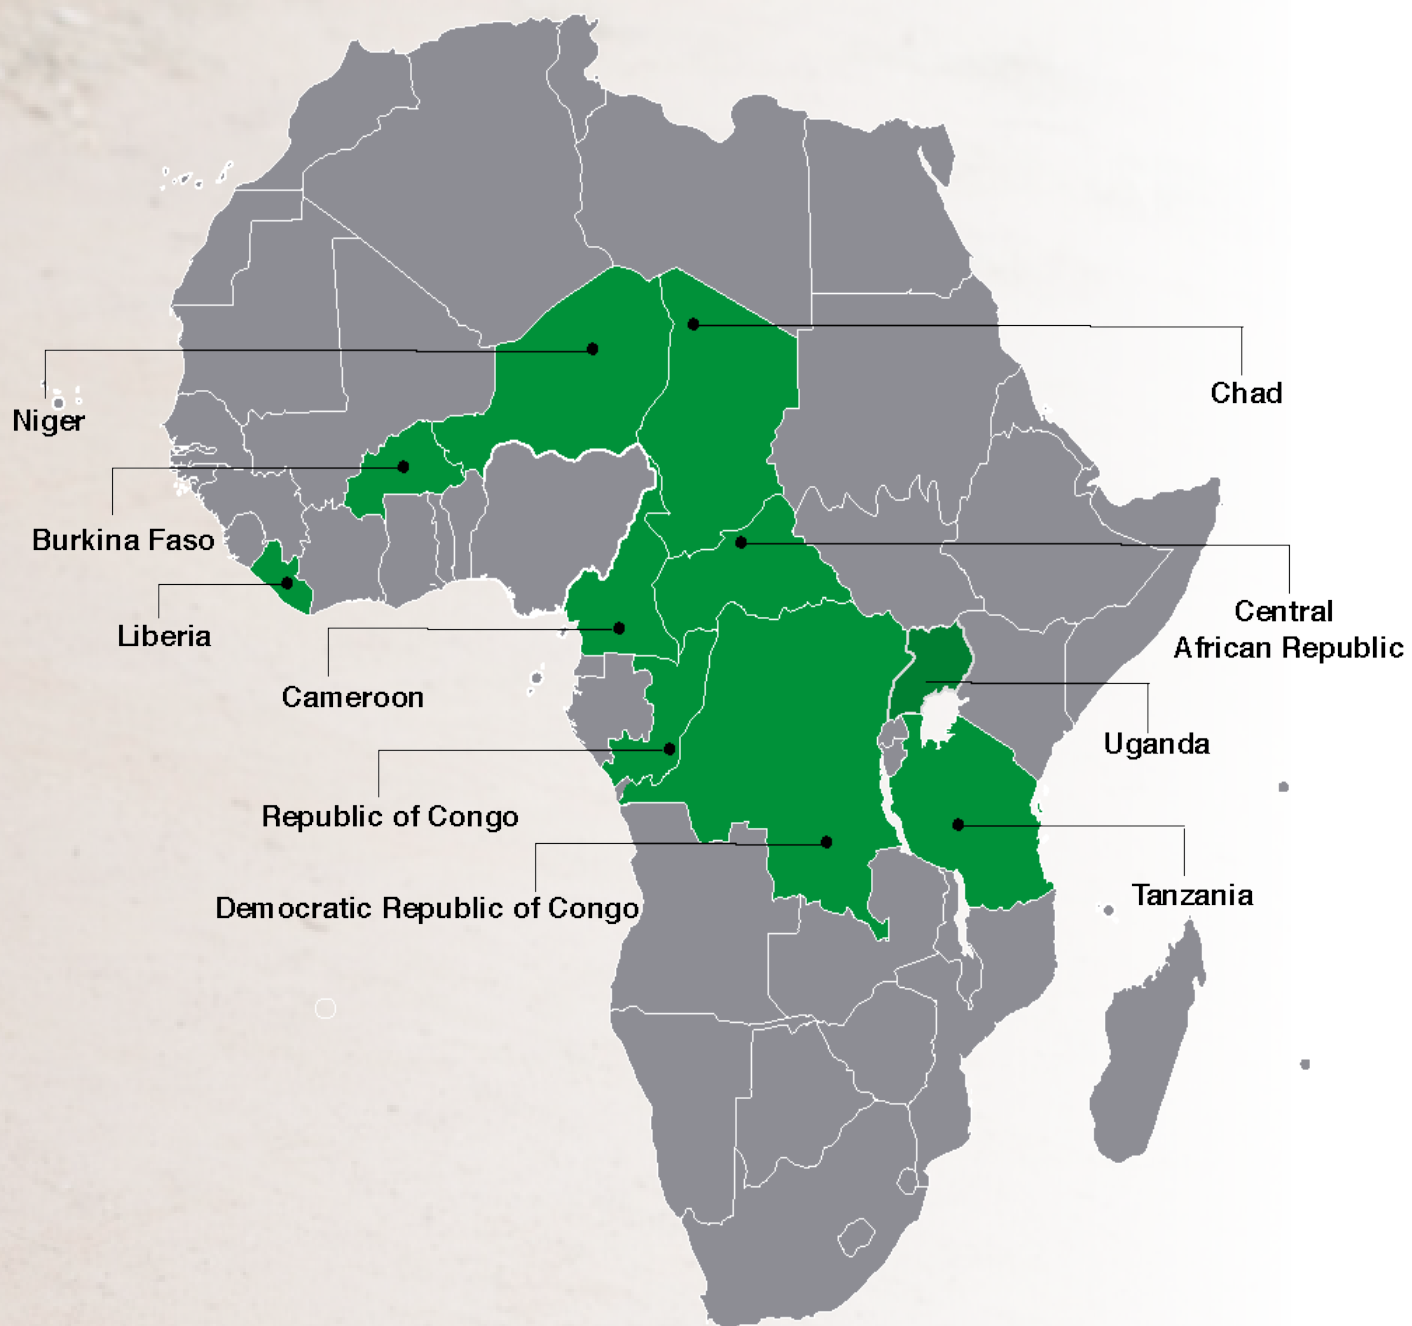 Chad
Niger
Burkina Faso
Central
African Republic
Liberia
Cameroon
Uganda
Republic of Congo
Tanzania
Democratic Republic of Congo